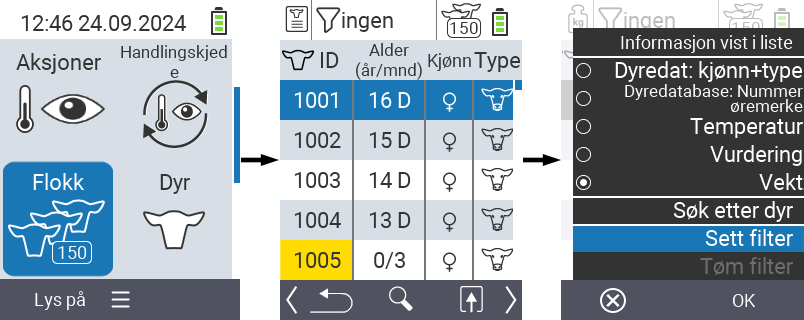 12:46 24.09.2024
Aksjoner
Handlingskjed
e
Flokk
150
Dyr
Lys på
ingen
150
ID
Alder
(år/mnd)
Kjønn
Type
1001 16 D
1002 15 D
1003 14 D
1004 13 D
1005 0/3
kg
ingen
150
Informasjon vist i liste
Dyredat: kjønn+type
Dyredatabase: Nummer
øremerke
Temperatur
Vurdering
Vekt
Søk etter dyr
Sett filter
Tøm filter
OK